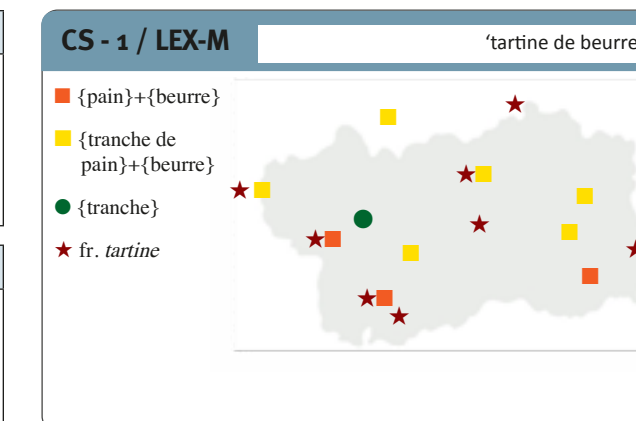 CS - 1 / LEX-M
'tartine de beurre
{pain}+{beurre}
{tranche de
pain}+{beurre}
{tranche}
fr. tartine